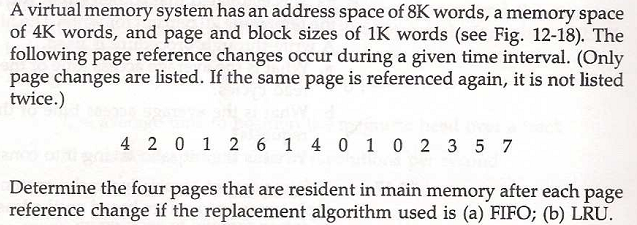 A virtual memory system has an address space of 8K words, a memory space
of 4K words, and page and block sizes of 1K words (see Fig. 12-18). The
following page reference changes occur during a given time interval. (Only
page changes are listed. If the same page is referenced again, it is not listed
twice.)
4 2 0 1 2 6 1 4 0 1 0 2 3 5 7
Determine the four pages that are resident in main memory after each page
reference change if the replacement algorithm used is (a) FIFO; (b) LRU.